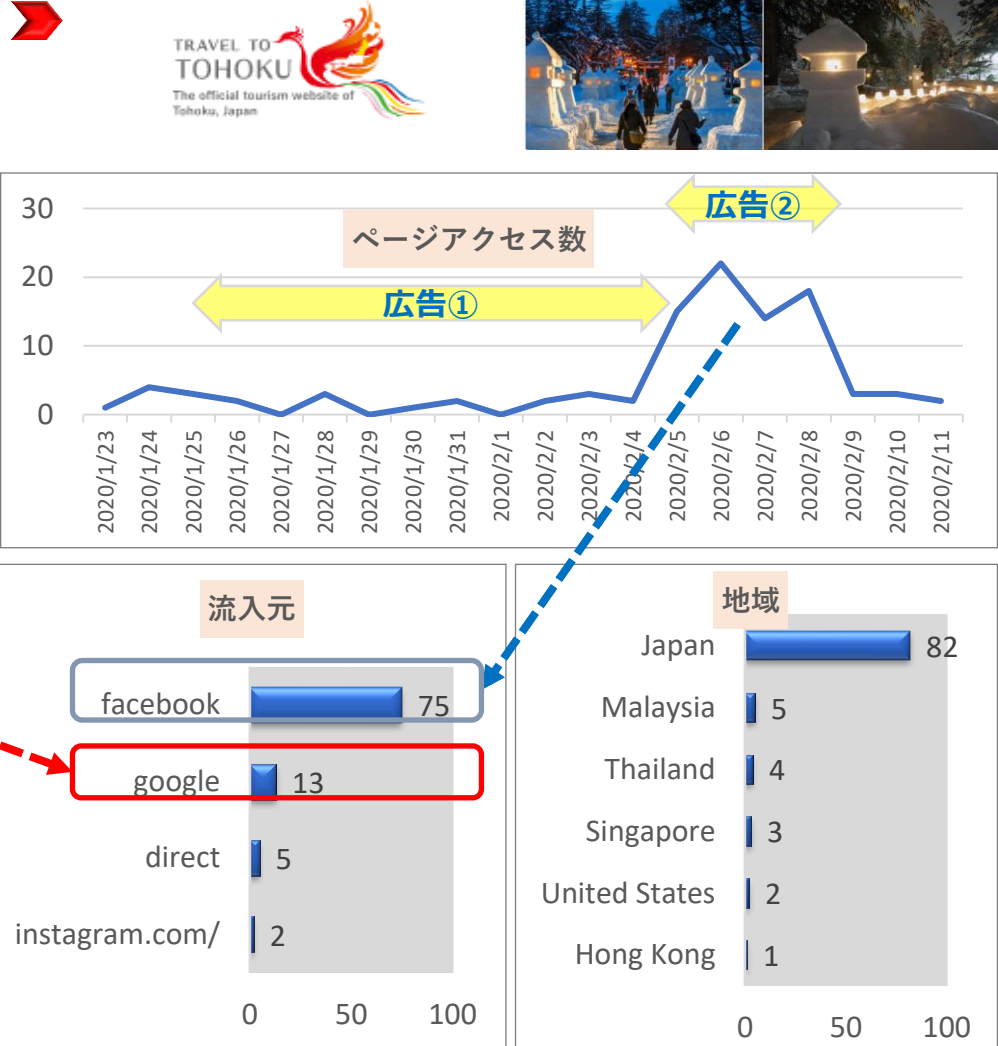 TRAVEL TO
TOHOKU
The official tourism website of
Tohoku, Japan
30
20
10
0
ページアクセス数
広告①
広告②
2020/1/23
2020/1/24
2020/1/25
2020/1/26
2020/1/27
2020/1/28
2020/1/29
2020/1/30
2020/1/31
2020/2/1
2020/2/2
2020/2/3
2020/2/4
2020/2/5
2020/2/6
2020/2/7
2020/2/8
2020/2/9
2020/2/10
2020/2/11
流入元
facebook 75
google 13
direct 5
instagram.com/ 2
0 50 100
地域
Japan 82
Malaysia 5
Thailand 4
Singapore 3
United States 2
Hong Kong 1
0 50 100